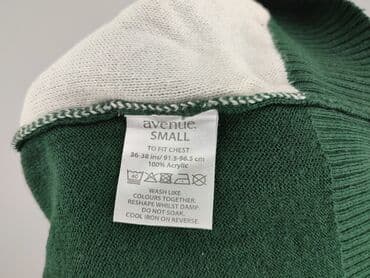 avenue.
SMALL
TO FIT CHEST
36-38 ins/ 91.5-96.5 cm
100% Acrylic
40
WASH LIKE
COLOURS TOGETHER.
RESHAPE WHILST DAMP.
DO NOT SOAK.
COOL IRON ON REVERSE.